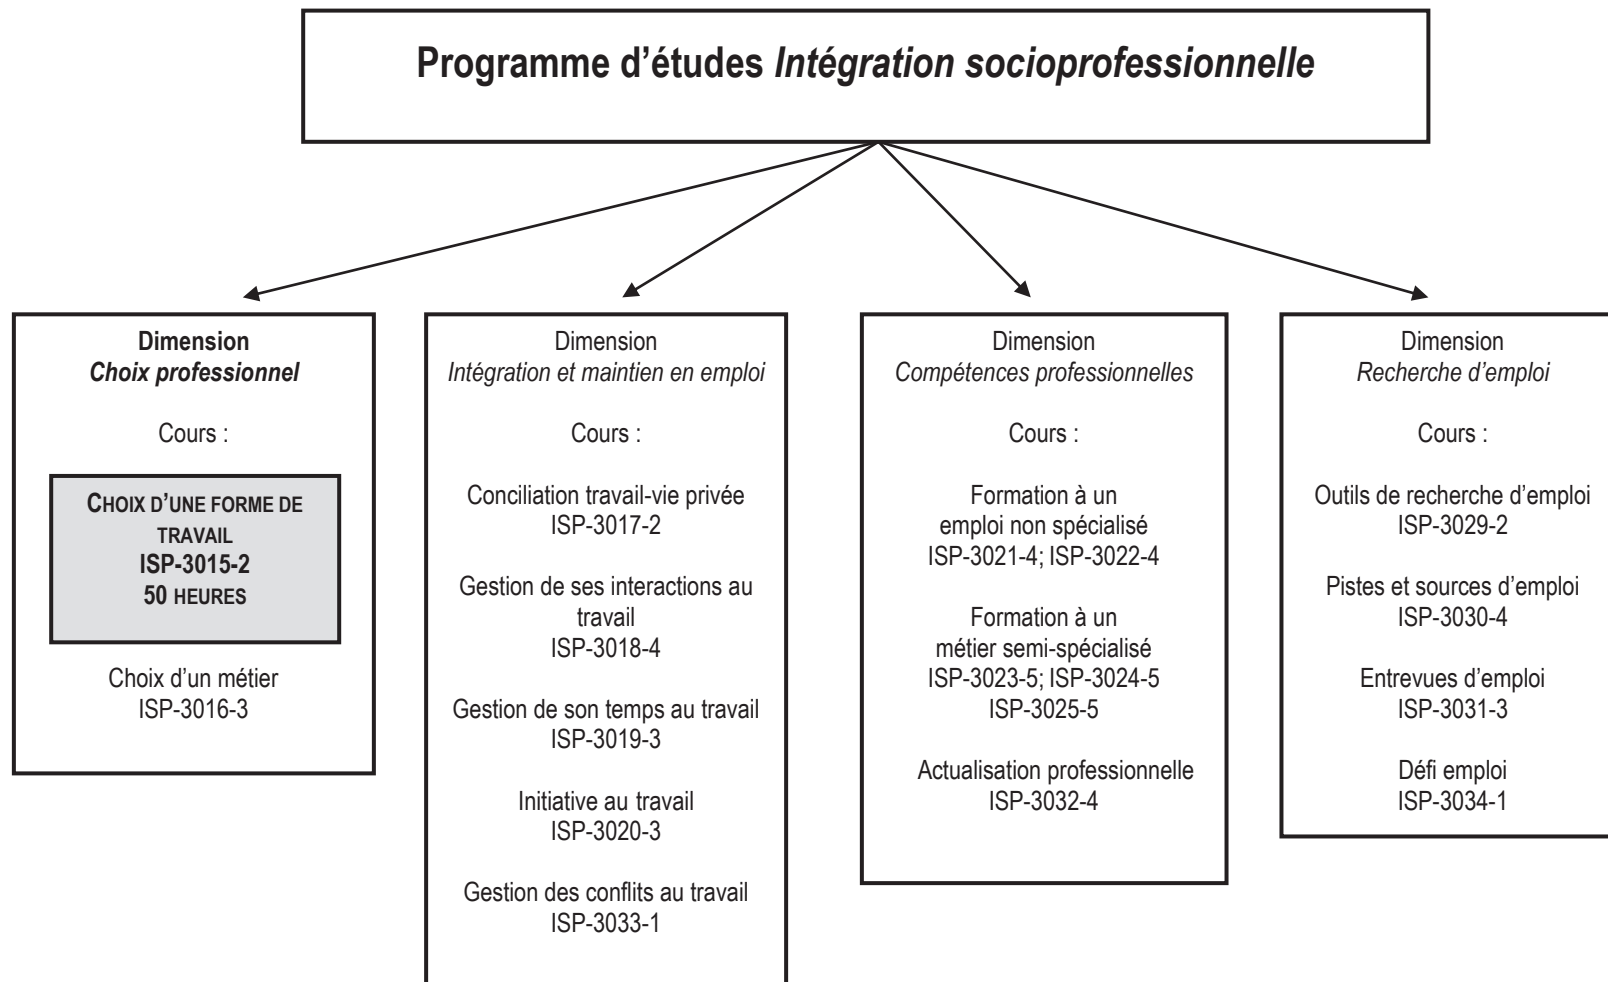 Programme d’études Intégration socioprofessionnelle
Dimension
Choix professionnel
Cours :
CHOIX D’UNE FORME DE
TRAVAIL
ISP-3015-2
50 HEURES
Choix d’un métier
ISP-3016-3
Dimension
Intégration et maintien en emploi
Cours :
Conciliation travail-vie privée
ISP-3017-2
Gestion de ses interactions au
travail
ISP-3018-4
Gestion de son temps au travail
ISP-3019-3
Initiative au travail
ISP-3020-3
Gestion des conflits au travail
ISP-3033-1
Dimension
Compétences professionnelles
Cours :
Formation à un
emploi non spécialisé
ISP-3021-4; ISP-3022-4
Formation à un
métier semi-spécialisé
ISP-3023-5; ISP-3024-5
ISP-3025-5
Actualisation professionnelle
ISP-3032-4
Dimension
Recherche d’emploi
Cours :
Outils de recherche d’emploi
ISP-3029-2
Pistes et sources d’emploi
ISP-3030-4
Entrevues d’emploi
ISP-3031-3
Défi emploi
ISP-3034-1